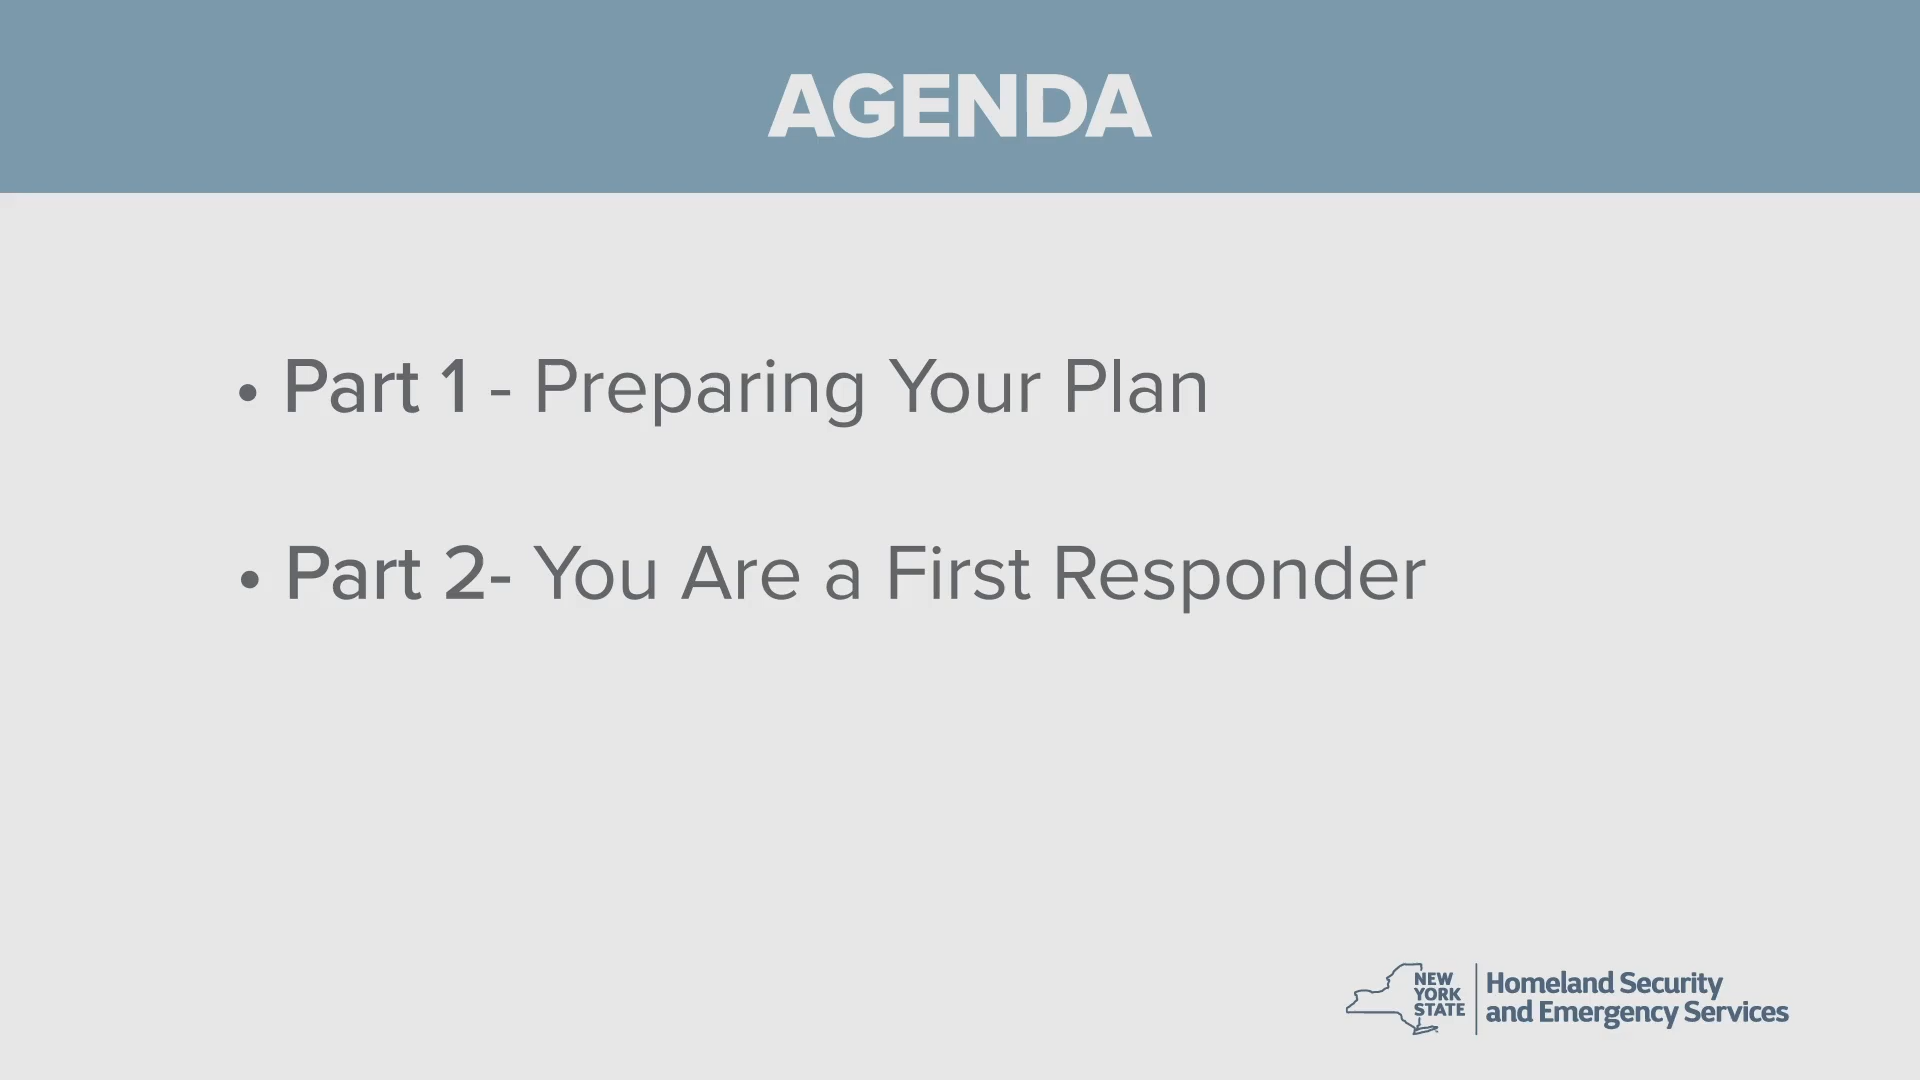 AGENDA
• Part 1 - Preparing Your Plan
• Part 2- You Are a First Responder
NEW
YORK
STATE
Homeland Security
and Emergency Services